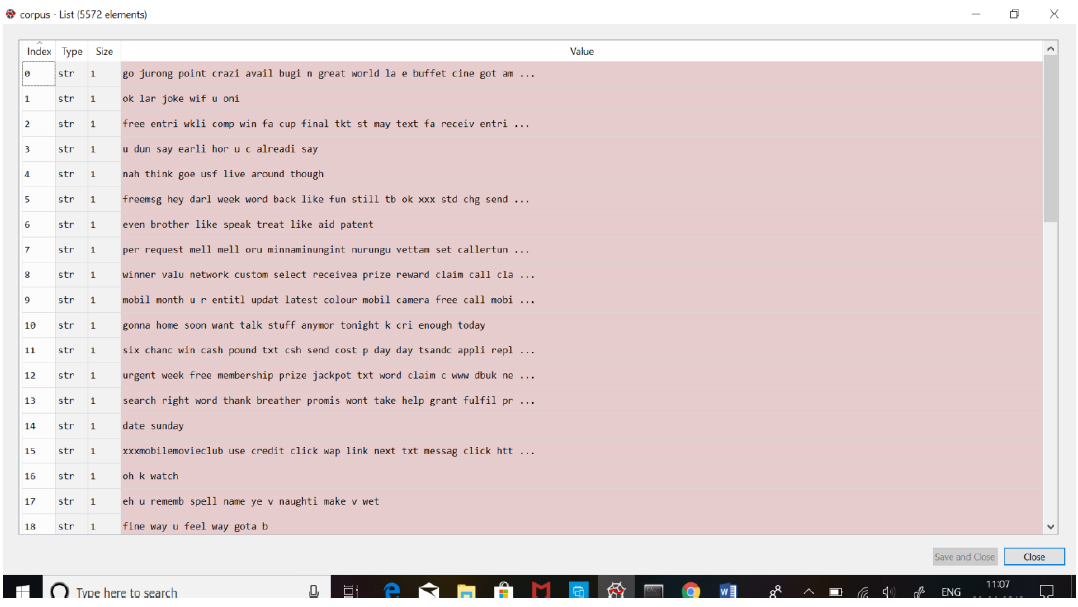 corpus - List (5572 elements)
Index Type Size Value
0 str 1 go jurong point crazi avail bugi n great world la e buffet cine got am ...
1 str 1 ok lar joke wif u oni
2 str 1 free entri wkli comp win fa cup final tkt st may text fa receiv entri ...
3 str 1 u dun say earli hor u c alreadi say
4 str 1 nah think goe usf live around though
5 str 1 freemsg hey darl week word back like fun still tb ok xxx std chg send ...
6 str 1 even brother like speak treat like aid patent
7 str 1 per request mell mell oru minnaminungint nurungu vettam set callertun ...
8 str 1 winner valu network custom select receivea prize reward claim call cla ...
9 str 1 mobil month u r entitl updat latest colour mobil camera free call mobi ...
10 str 1 gonna home soon want talk stuff anymor tonight k cri enough today
11 str 1 six chanc win cash pound txt csh send cost p day day tsandc appli repl ...
12 str 1 urgent week free membership prize jackpot txt word claim c www dbuk ne ...
13 str 1 search right word thank breather promis wont take help grant fulfil pr ...
14 str 1 date sunday
15 str 1 xxxmobilemovieclub use credit click wap link next txt messag click htt ...
16 str 1 oh k watch
17 str 1 eh u rememb spell name ye v naughti make v wet
18 str 1 fine way u feel way gota b
Save and Close Close
Type here to search ENG 11:07